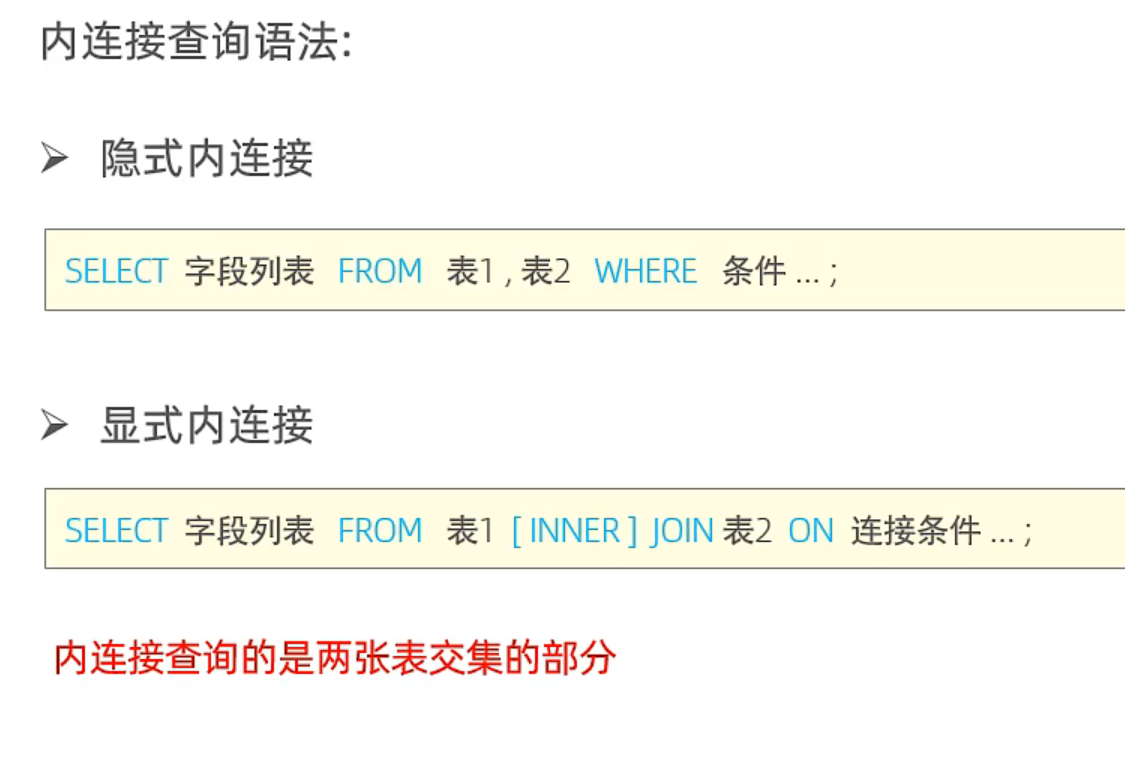 内连接查询语法:
➢ 隐式内连接
SELECT 字段列表 FROM 表1 , 表2 WHERE 条件 ... ;
➢ 显式内连接
SELECT 字段列表 FROM 表1 [ INNER ] JOIN 表2 ON 连接条件 ... ;
内连接查询的是两张表交集的部分